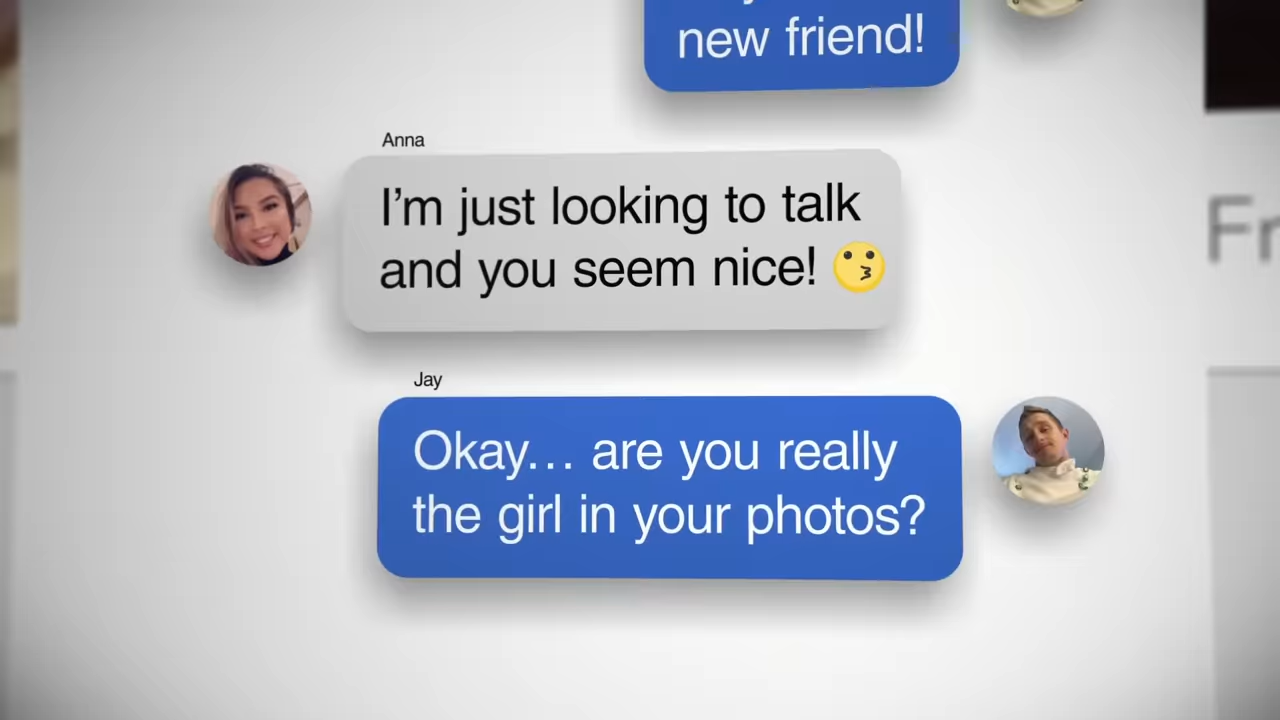 new friend!
Anna
I'm just looking to talk
and you seem nice! 😗
Jay
Okay... are you really
the girl in your photos?